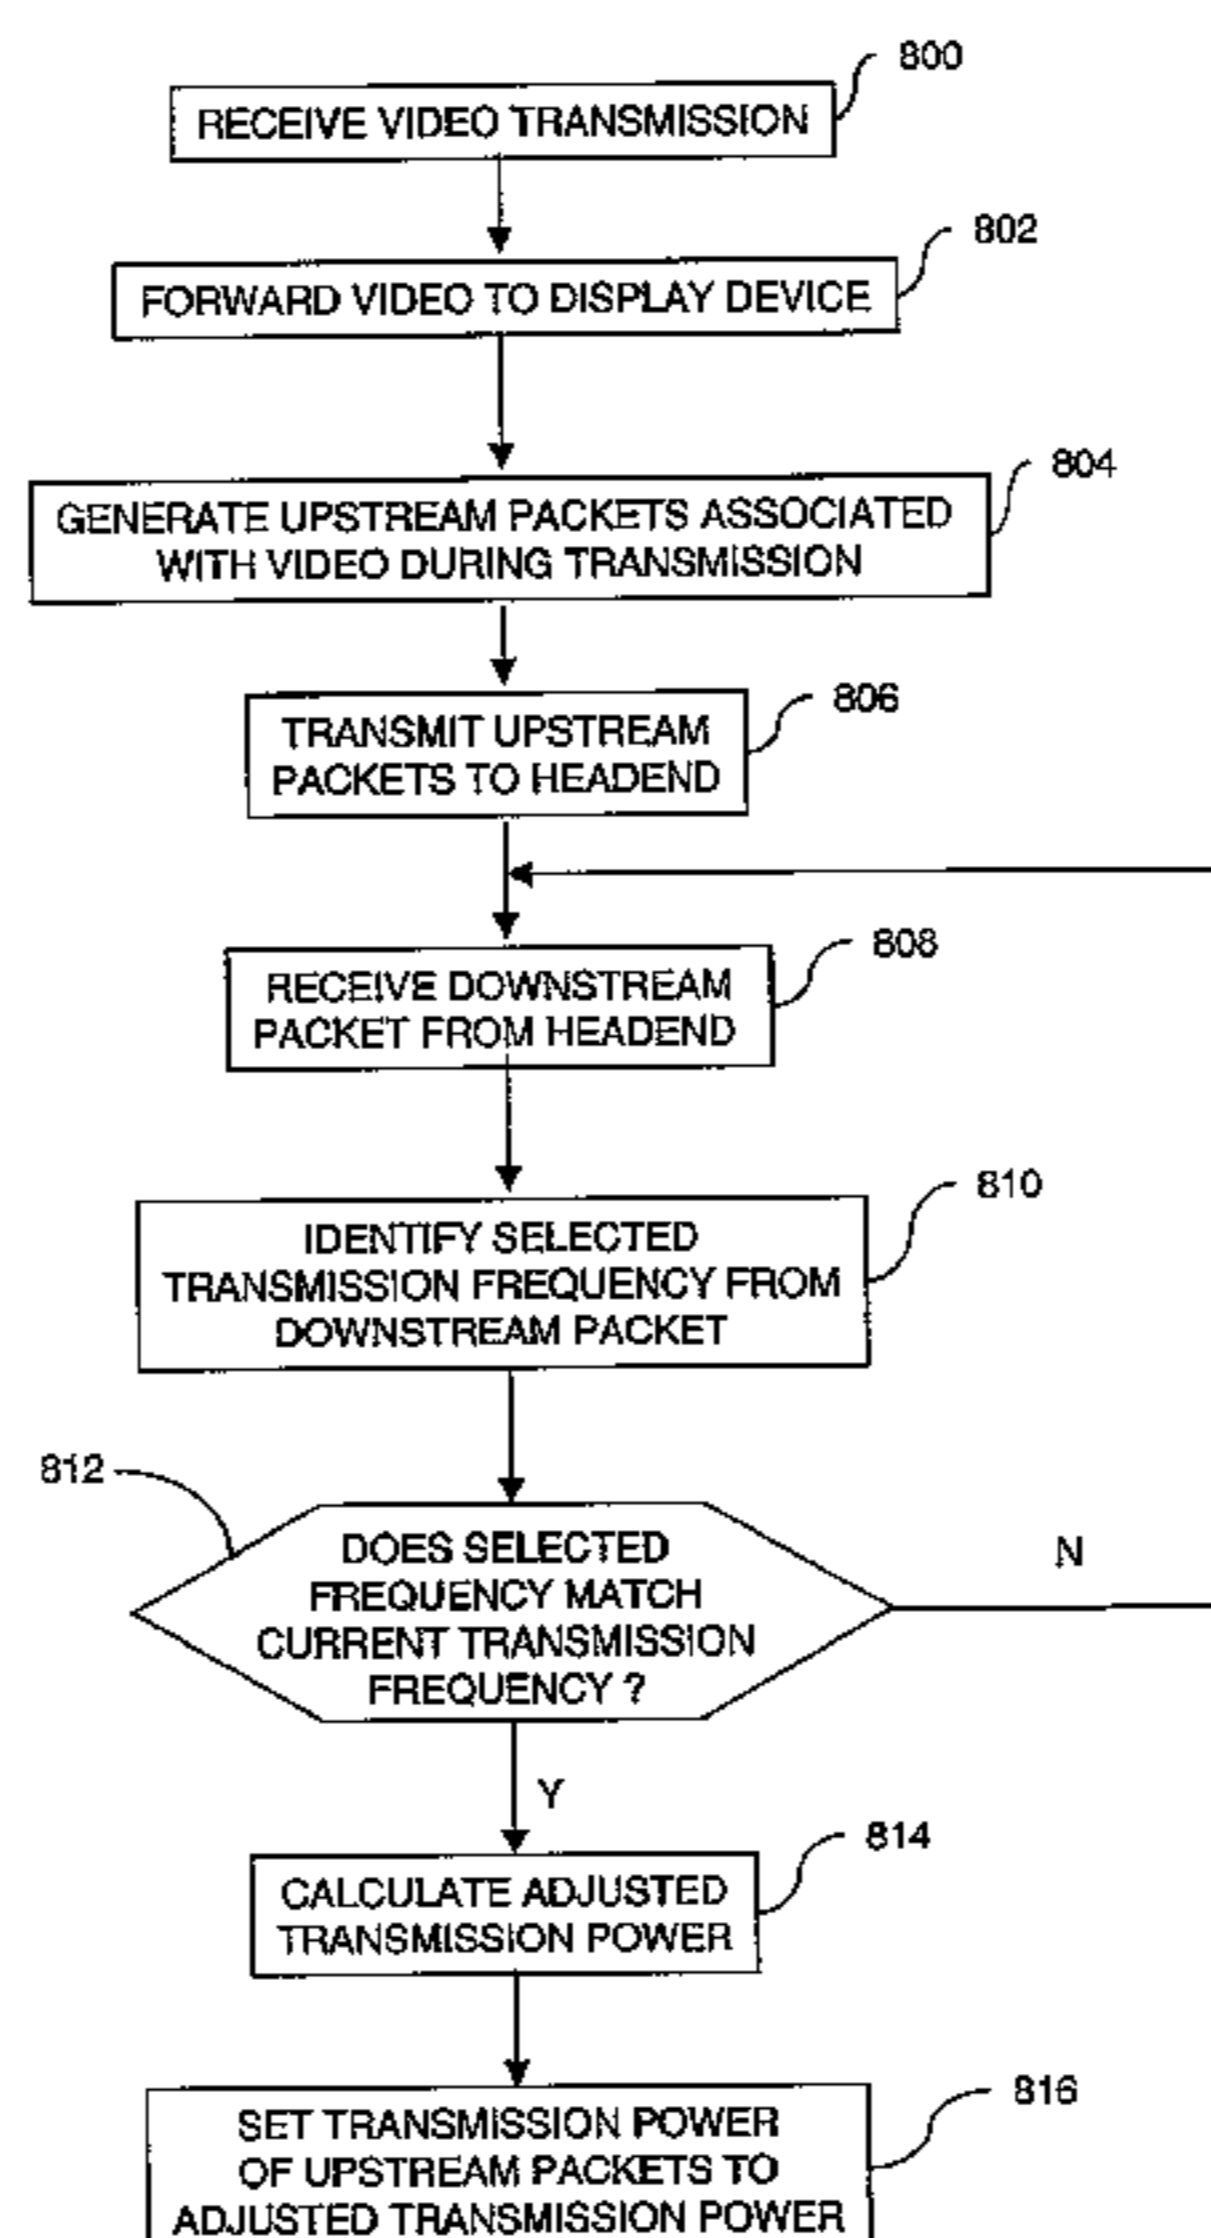 800
RECEIVE VIDEO TRANSMISSION
802
FORWARD VIDEO TO DISPLAY DEVICE
804
GENERATE UPSTREAM PACKETS ASSOCIATED
WITH VIDEO DURING TRANSMISSION
806
TRANSMIT UPSTREAM
PACKETS TO HEADEND
808
RECEIVE DOWNSTREAM
PACKET FROM HEADEND
810
IDENTIFY SELECTED
TRANSMISSION FREQUENCY FROM
DOWNSTREAM PACKET
812
DOES SELECTED
FREQUENCY MATCH
CURRENT TRANSMISSION
FREQUENCY ?
N
Y
814
CALCULATE ADJUSTED
TRANSMISSION POWER
816
SET TRANSMISSION POWER
OF UPSTREAM PACKETS TO
ADJUSTED TRANSMISSION POWER